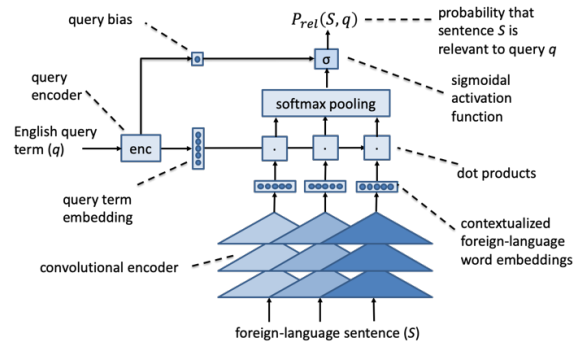 query bias
P_rel(S, q)
probability that
sentence S is
relevant to query q
σ
query
encoder
sigmoidal
activation
function
softmax pooling
English query
term (q)
enc
.
.
.
dot products
query term
embedding
contextualized
foreign-language
word embeddings
convolutional encoder
foreign-language sentence (S)